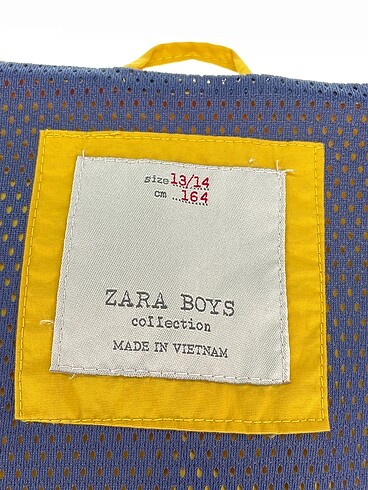 size 13/14
cm ...164
ZARA BOYS
collection
MADE IN VIETNAM